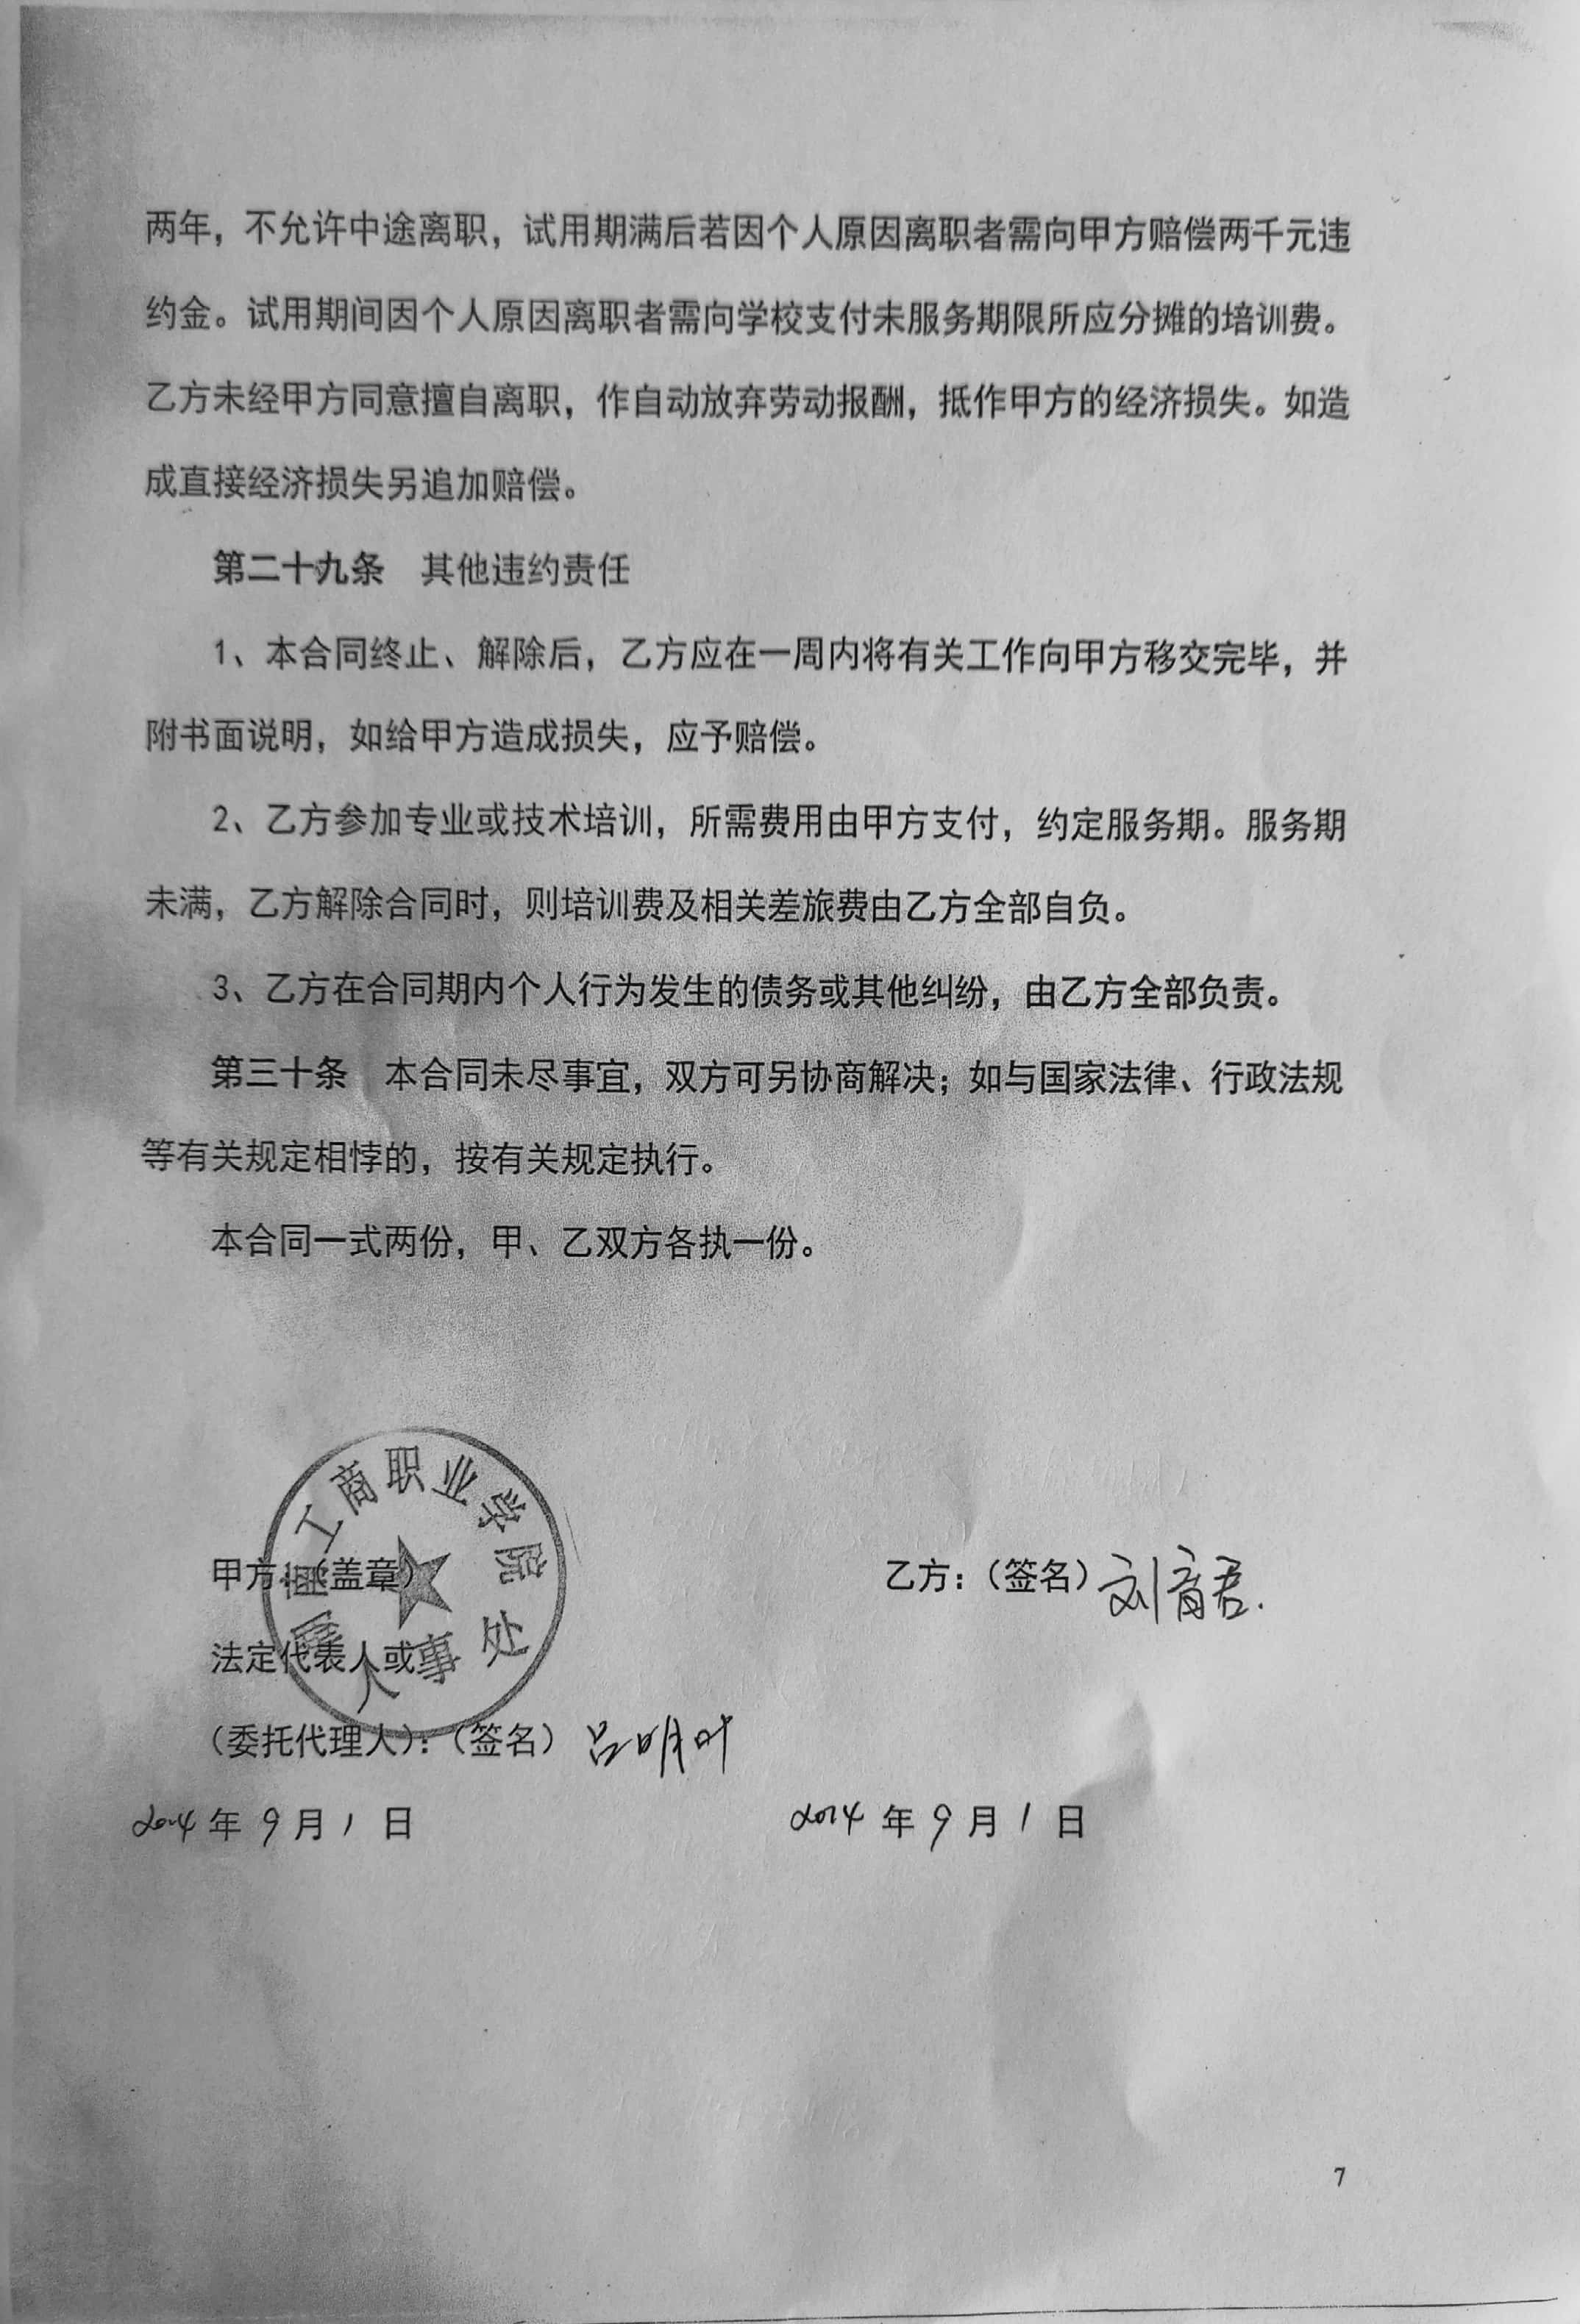 两年，不允许中途离职，试用期满后若因个人原因离职者需向甲方赔偿两千元违
约金。试用期间因个人原因离职者需向学校支付未服务期限所应分摊的培训费。
乙方未经甲方同意擅自离职，作自动放弃劳动报酬，抵作甲方的经济损失。如造
成直接经济损失另追加赔偿。
第二十九条 其他违约责任
1、本合同终止、解除后，乙方应在一周内将有关工作向甲方移交完毕，并
附书面说明，如给甲方造成损失，应予赔偿。
2、乙方参加专业或技术培训，所需费用由甲方支付，约定服务期。服务期
未满，乙方解除合同时，则培训费及相关差旅费由乙方全部自负。
3、乙方在合同期内个人行为发生的债务或其他纠纷，由乙方全部负责。
第三十条 本合同未尽事宜，双方可另协商解决；如与国家法律、行政法规
等有关规定相悖的，按有关规定执行。
本合同一式两份，甲、乙双方各执一份。
工商职业学院
人事处
甲方：（盖章）
乙方：（签名）刘育君.
法定代表人或
（委托代理人）：（签名）吕明叶
年9月1日
2014年9月1日
7